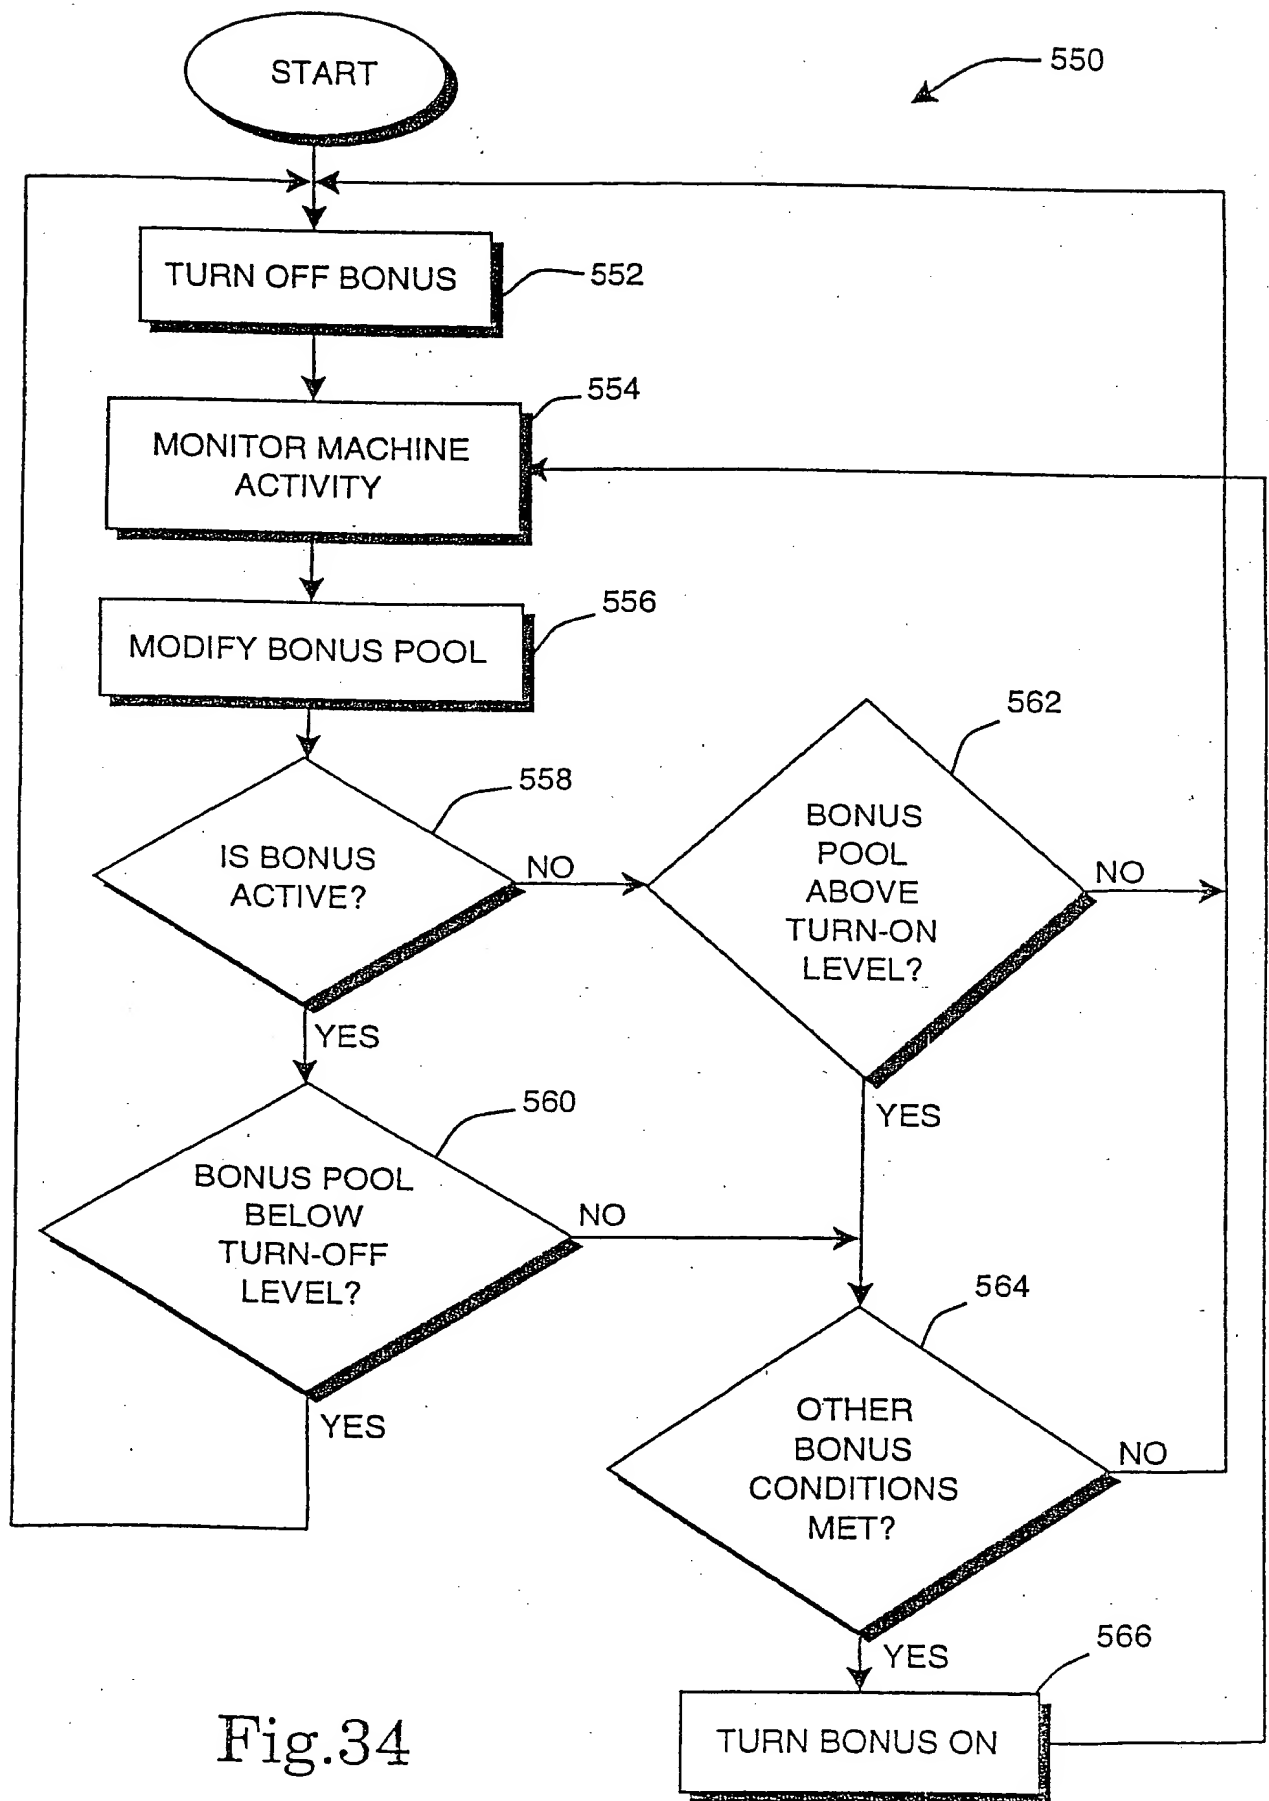 START
550
TURN OFF BONUS
552
554
MONITOR MACHINE
ACTIVITY
556
MODIFY BONUS POOL
562
558
IS BONUS
ACTIVE?
NO
BONUS
POOL
ABOVE
TURN-ON
LEVEL?
NO
YES
YES
560
BONUS POOL
BELOW
TURN-OFF
LEVEL?
NO
YES
564
OTHER
BONUS
CONDITIONS
MET?
NO
YES
566
TURN BONUS ON
Fig.34